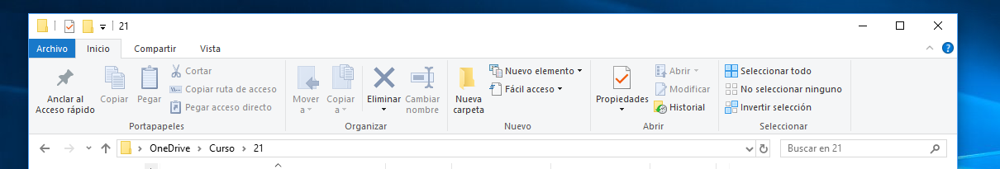 21
Archivo Inicio Compartir Vista
Anclar al Acceso rápido
Copiar
Pegar
Cortar
Copiar ruta de acceso
Pegar acceso directo
Portapapeles
Mover a
Copiar a
Eliminar
Cambiar nombre
Organizar
Nueva carpeta
Nuevo elemento
Fácil acceso
Nuevo
Propiedades
Abrir
Modificar
Historial
Abrir
Seleccionar todo
No seleccionar ninguno
Invertir selección
Seleccionar
OneDrive > Curso > 21
Buscar en 21